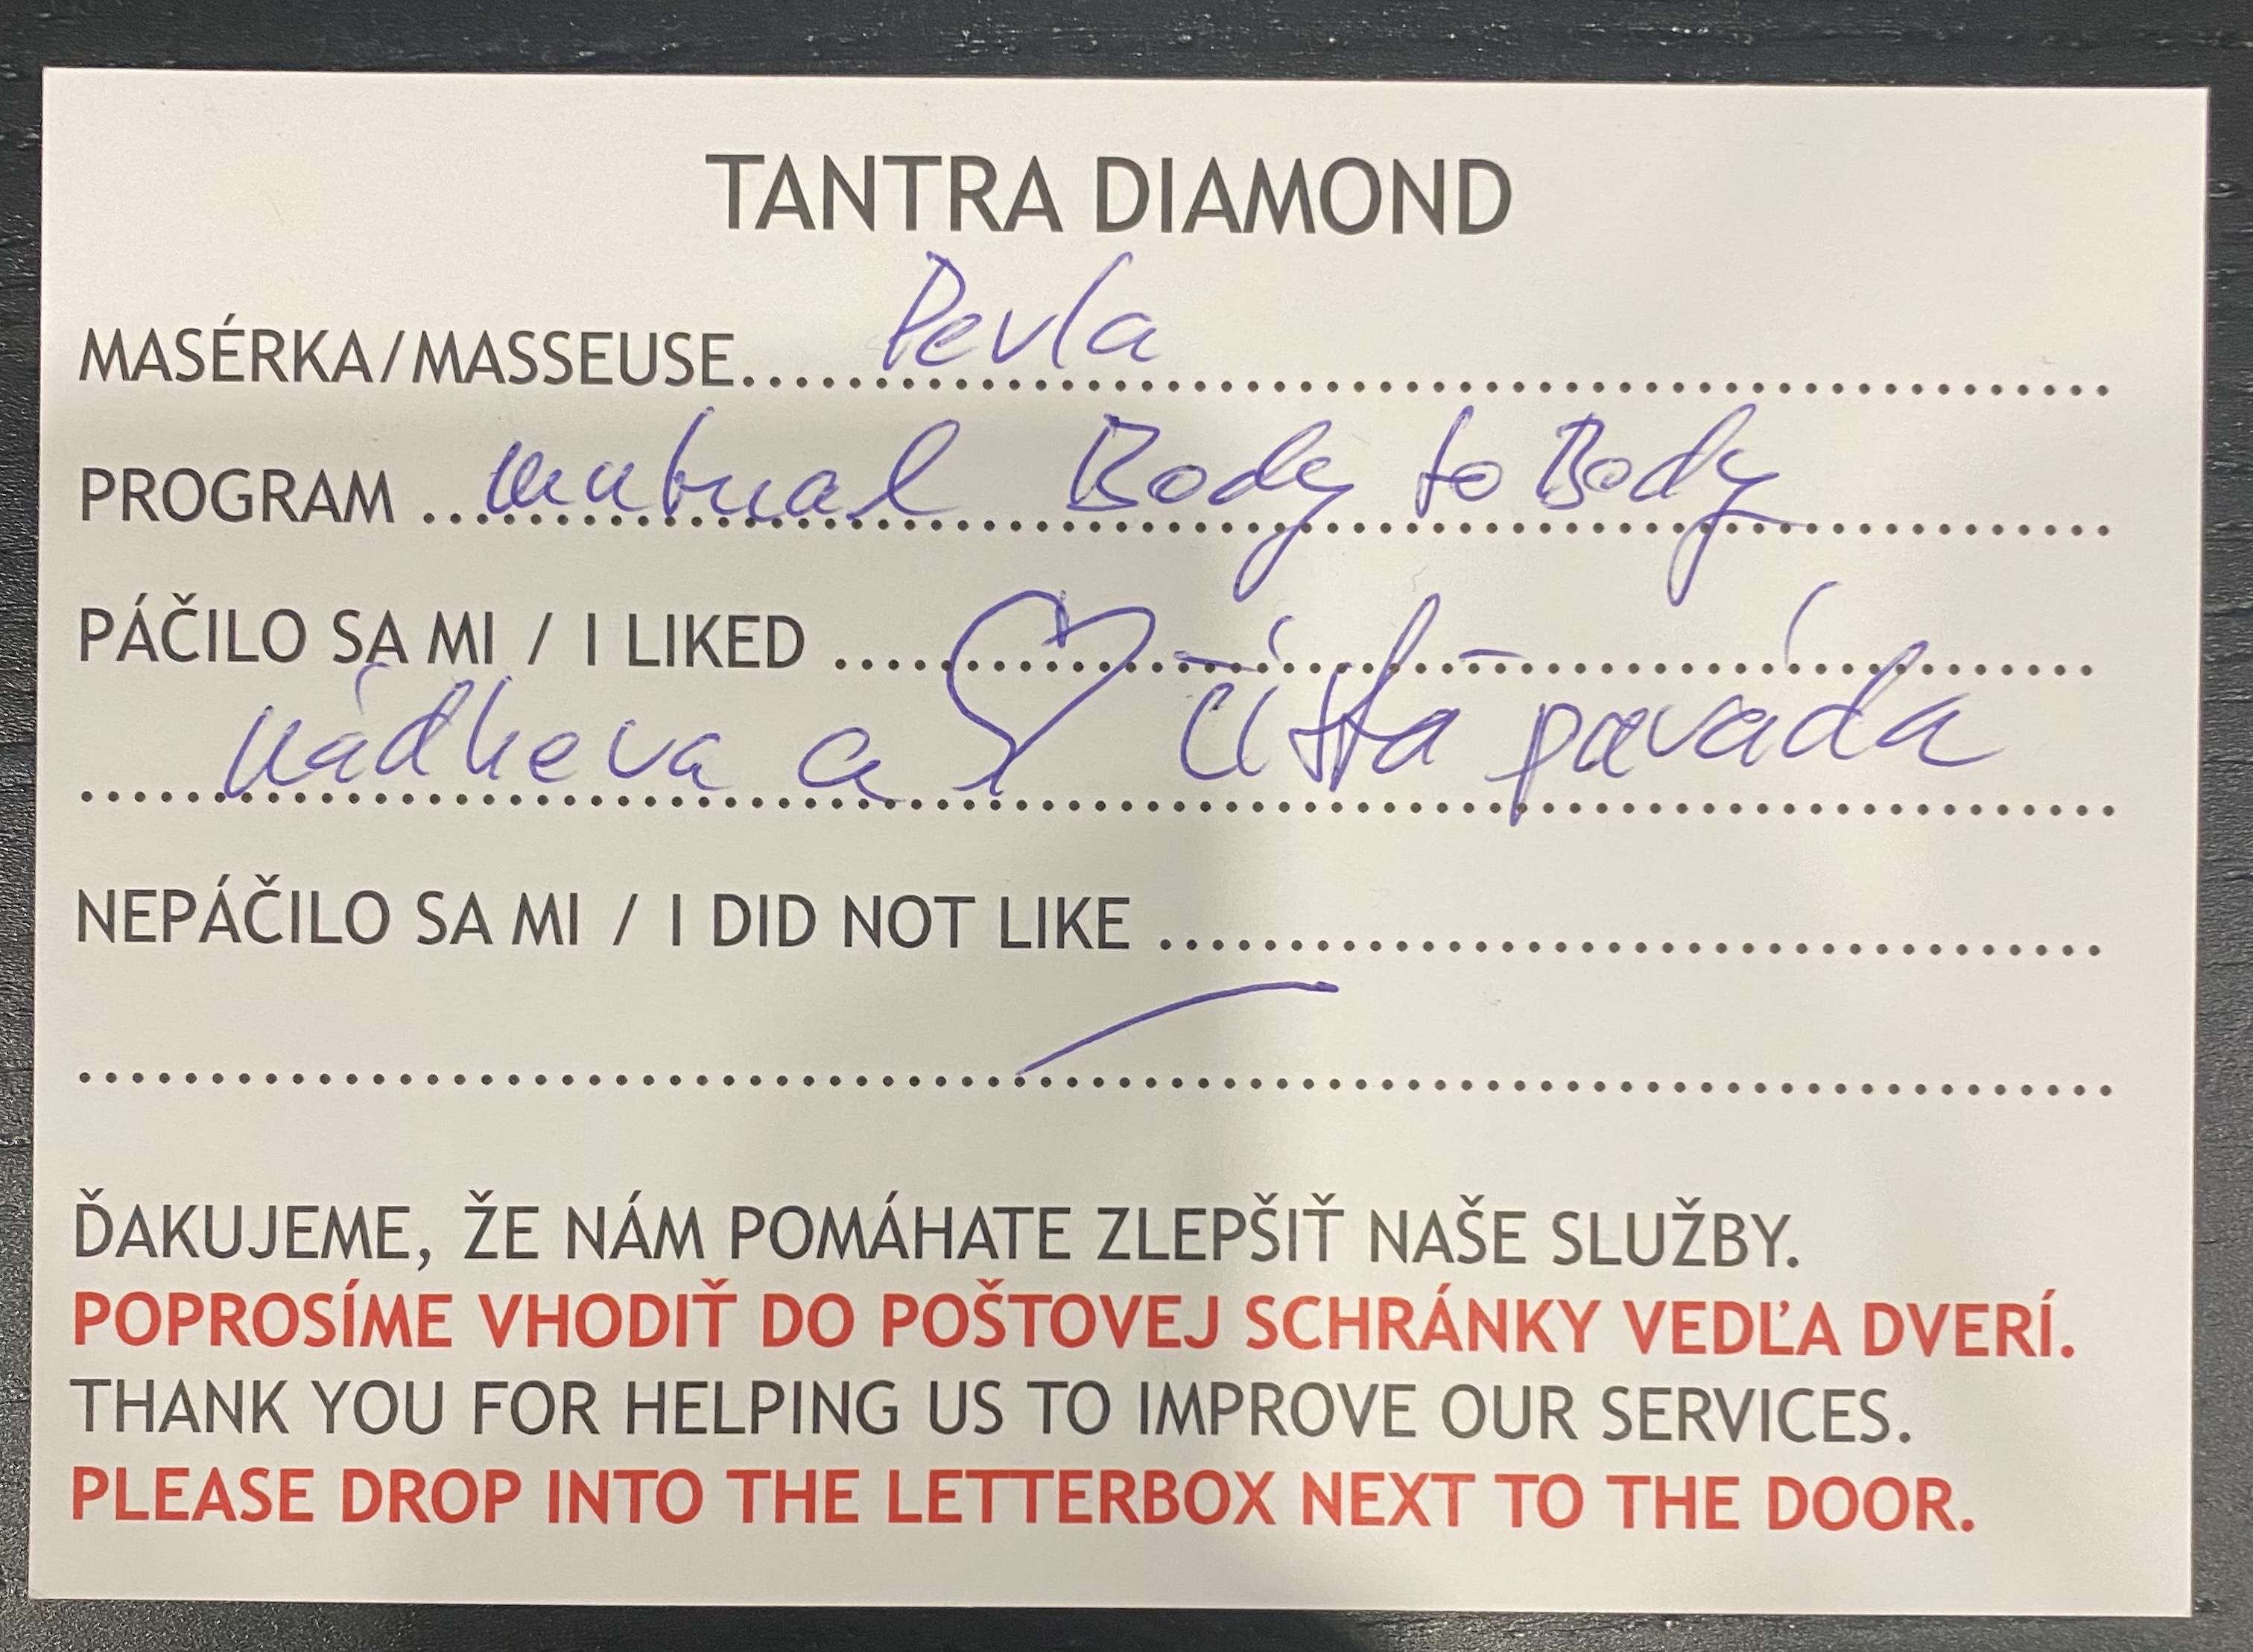 TANTRA DIAMOND
MASÉRKA/MASSEUSE.......Perla
PROGRAM ...mutual Body to Body
PÁČILO SA MI / I LIKED ...
nádhera a ♡ čistá paráda
NEPÁČILO SA MI / I DID NOT LIKE ...
ĎAKUJEME, ŽE NÁM POMÁHATE ZLEPŠIŤ NAŠE SLUŽBY.
POPROSÍME VHODIŤ DO POŠTOVEJ SCHRÁNKY VEDĽA DVERÍ.
THANK YOU FOR HELPING US TO IMPROVE OUR SERVICES.
PLEASE DROP INTO THE LETTERBOX NEXT TO THE DOOR.